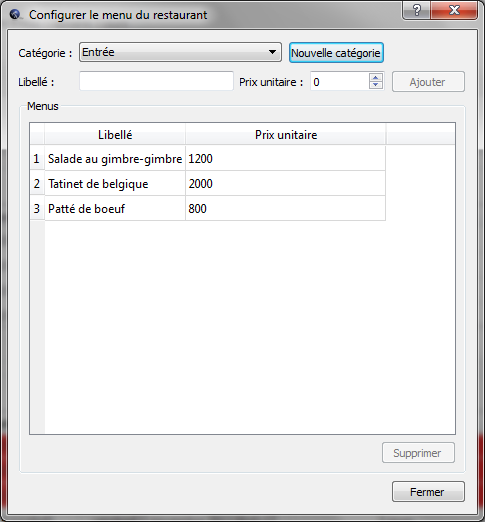 Configurer le menu du restaurant
Catégorie : Entrée Nouvelle catégorie
Libellé : Prix unitaire : 0 Ajouter
Menus
Libellé Prix unitaire
1 Salade au gimbre-gimbre 1200
2 Tatinet de belgique 2000
3 Patté de boeuf 800
Supprimer
Fermer